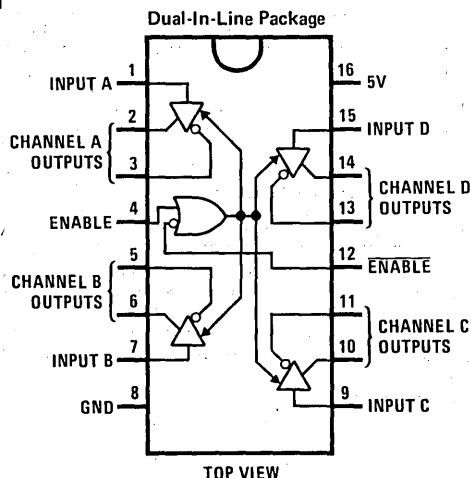 Dual-In-Line Package
1
INPUT A
2
CHANNEL A
OUTPUTS
3
4
ENABLE
5
CHANNEL B
OUTPUTS
6
7
INPUT B
8
GND
16
5V
15
INPUT D
14
CHANNEL D
OUTPUTS
13
12
ENABLE
11
CHANNEL C
OUTPUTS
10
9
INPUT C
TOP VIEW